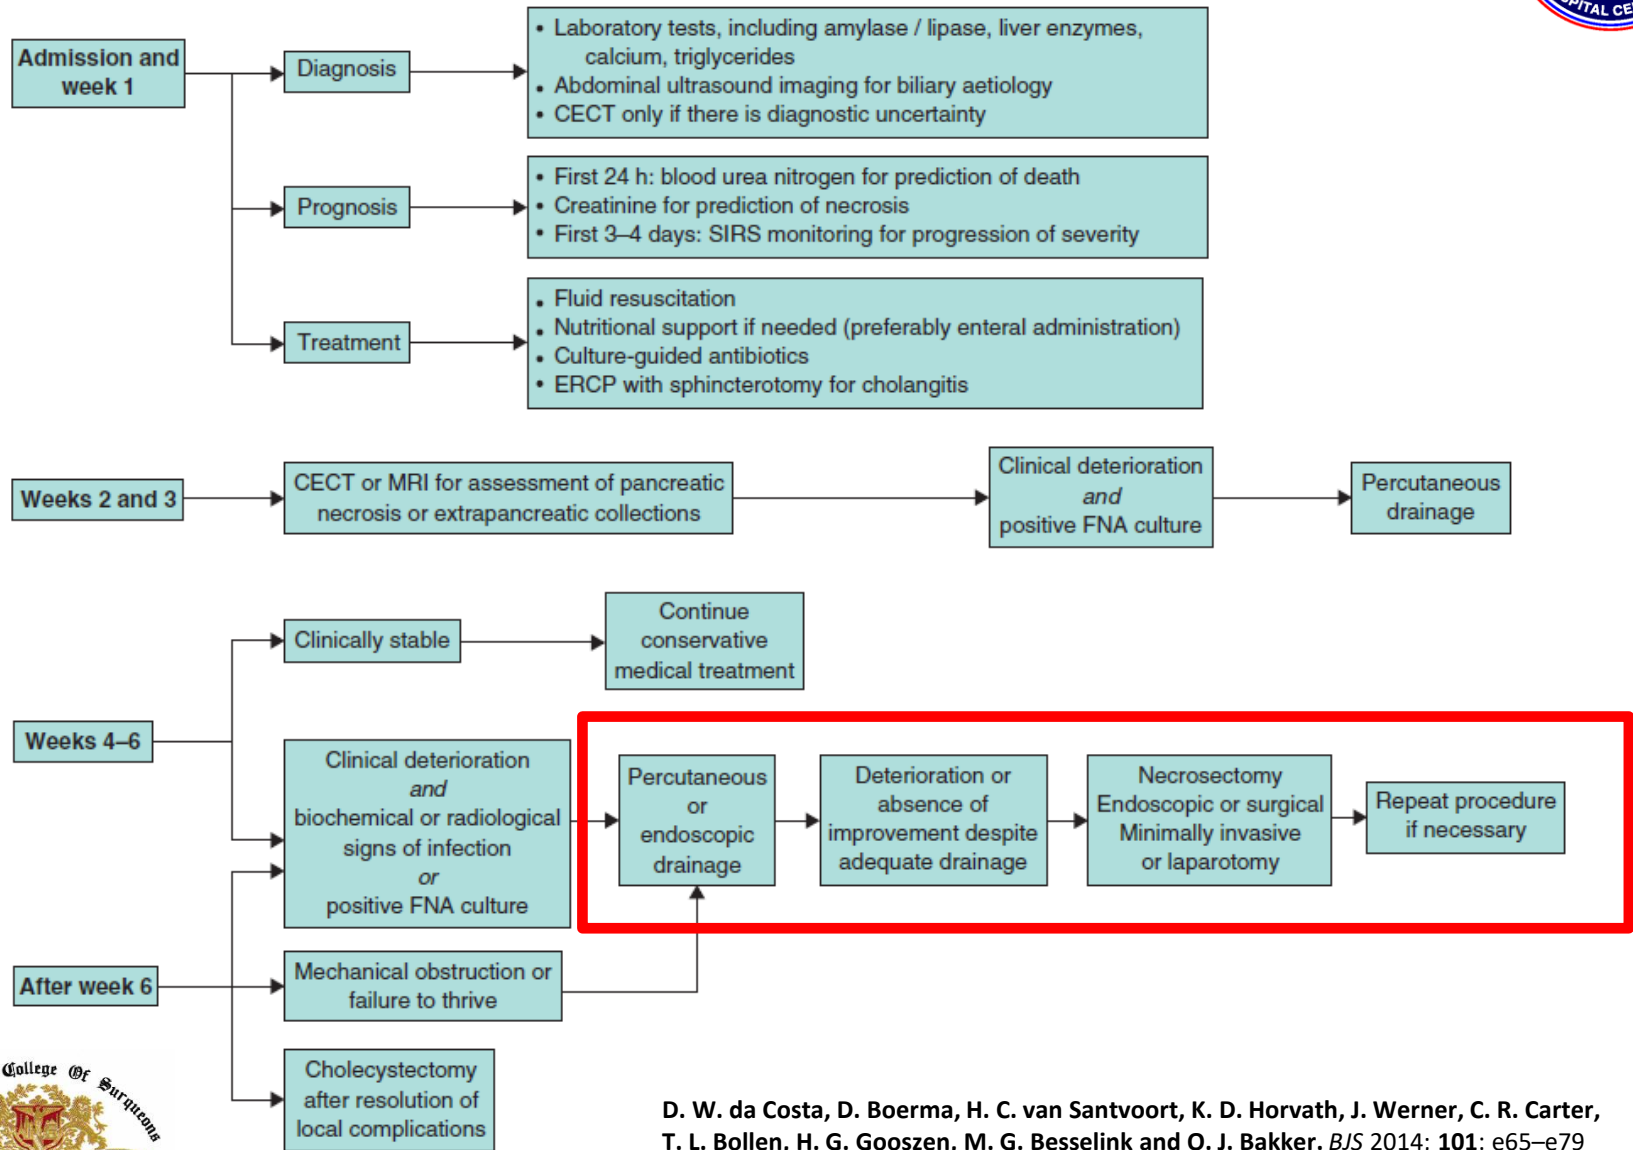 PITAL CE
Admission and
week 1
Diagnosis
• Laboratory tests, including amylase / lipase, liver enzymes,
calcium, triglycerides
• Abdominal ultrasound imaging for biliary aetiology
• CECT only if there is diagnostic uncertainty
Prognosis
• First 24 h: blood urea nitrogen for prediction of death
• Creatinine for prediction of necrosis
• First 3–4 days: SIRS monitoring for progression of severity
Treatment
• Fluid resuscitation
• Nutritional support if needed (preferably enteral administration)
• Culture-guided antibiotics
• ERCP with sphincterotomy for cholangitis
Weeks 2 and 3
CECT or MRI for assessment of pancreatic
necrosis or extrapancreatic collections
Clinical deterioration
and
positive FNA culture
Percutaneous
drainage
Weeks 4–6
Clinically stable
Continue
conservative
medical treatment
Clinical deterioration
and
biochemical or radiological
signs of infection
or
positive FNA culture
Percutaneous
or
endoscopic
drainage
Deterioration or
absence of
improvement despite
adequate drainage
Necrosectomy
Endoscopic or surgical
Minimally invasive
or laparotomy
Repeat procedure
if necessary
After week 6
Mechanical obstruction or
failure to thrive
Cholecystectomy
after resolution of
local complications
College Of Surgeons
D. W. da Costa, D. Boerma, H. C. van Santvoort, K. D. Horvath, J. Werner, C. R. Carter,
T. L. Bollen, H. G. Gooszen, M. G. Besselink and O. J. Bakker. BJS 2014; 101: e65–e79